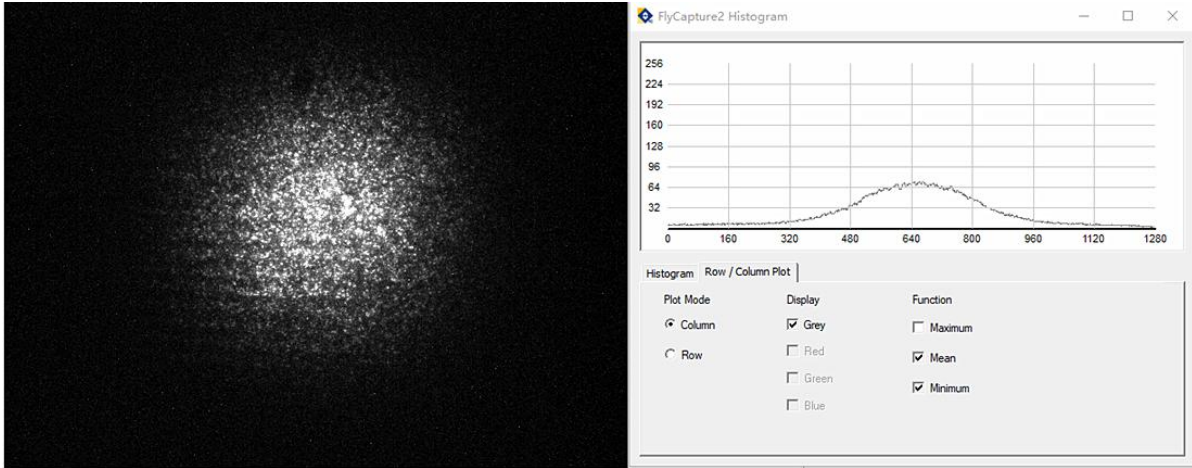 FlyCapture2 Histogram
256
224
192
160
128
96
64
32
0 160 320 480 640 800 960 1120 1280
Histogram Row / Column Plot
Plot Mode Display Function
Column Grey Maximum
Row Red Mean
Green Minimum
Blue